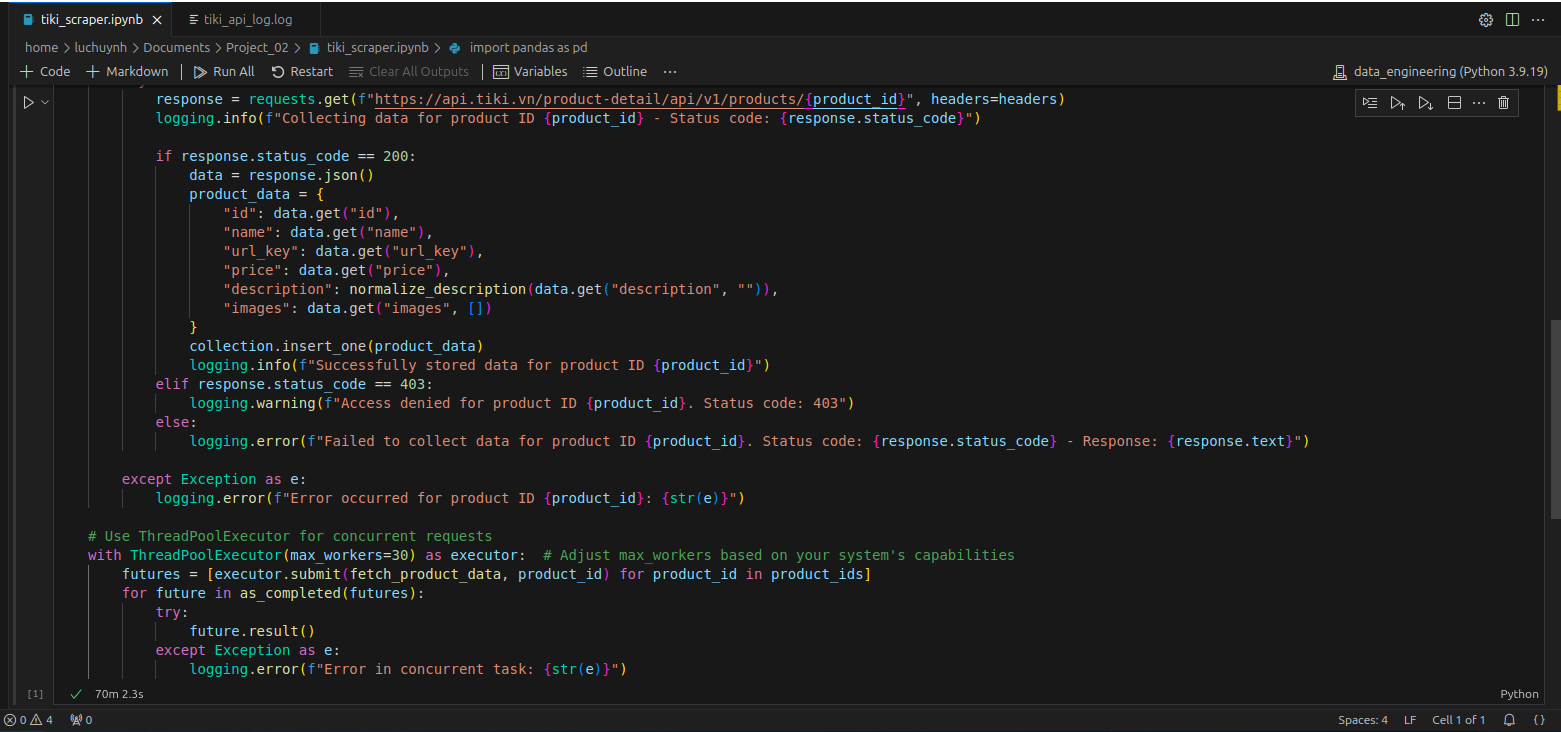 tiki_scraper.ipynb tiki_api_log.log
home > luchuynh > Documents > Project_02 > tiki_scraper.ipynb > import pandas as pd
+ Code + Markdown Run All Restart Clear All Outputs Variables Outline ... data_engineering (Python 3.9.19)
response = requests.get(f"https://api.tiki.vn/product-detail/api/v1/products/{product_id}", headers=headers)
logging.info(f"Collecting data for product ID {product_id} - Status code: {response.status_code}")
if response.status_code == 200:
data = response.json()
product_data = {
"id": data.get("id"),
"name": data.get("name"),
"url_key": data.get("url_key"),
"price": data.get("price"),
"description": normalize_description(data.get("description", "")),
"images": data.get("images", [])
}
collection.insert_one(product_data)
logging.info(f"Successfully stored data for product ID {product_id}")
elif response.status_code == 403:
logging.warning(f"Access denied for product ID {product_id}. Status code: 403")
else:
logging.error(f"Failed to collect data for product ID {product_id}. Status code: {response.status_code} - Response: {response.text}")
except Exception as e:
logging.error(f"Error occurred for product ID {product_id}: {str(e)}")
# Use ThreadPoolExecutor for concurrent requests
with ThreadPoolExecutor(max_workers=30) as executor:  # Adjust max_workers based on your system's capabilities
futures = [executor.submit(fetch_product_data, product_id) for product_id in product_ids]
for future in as_completed(futures):
try:
future.result()
except Exception as e:
logging.error(f"Error in concurrent task: {str(e)}")
[1] 70m 2.3s Python
0 4 0 Spaces: 4 LF Cell 1 of 1 {}